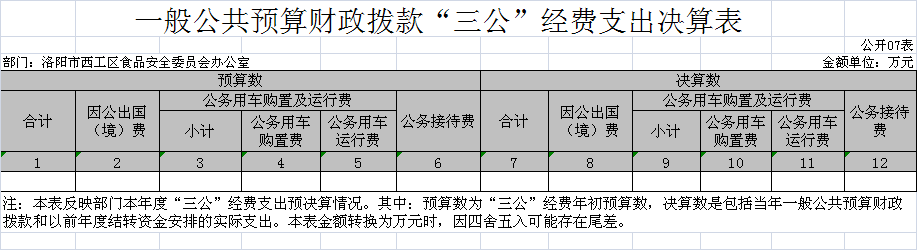 一般公共预算财政拨款“三公”经费支出决算表
公开07表
部门：洛阳市西工区食品安全委员会办公室 金额单位：万元
预算数 决算数
合计 因公出国（境）费 公务用车购置及运行费 公务接待费 合计 因公出国（境）费 公务用车购置及运行费 公务接待费
小计 公务用车购置费 公务用车运行费 小计 公务用车购置费 公务用车运行费
1 2 3 4 5 6 7 8 9 10 11 12
注：本表反映部门本年度“三公”经费支出预决算情况。其中：预算数为“三公”经费年初预算数，决算数是包括当年一般公共预算财政
拨款和以前年度结转资金安排的实际支出。本表金额转换为万元时，因四舍五入可能存在尾差。